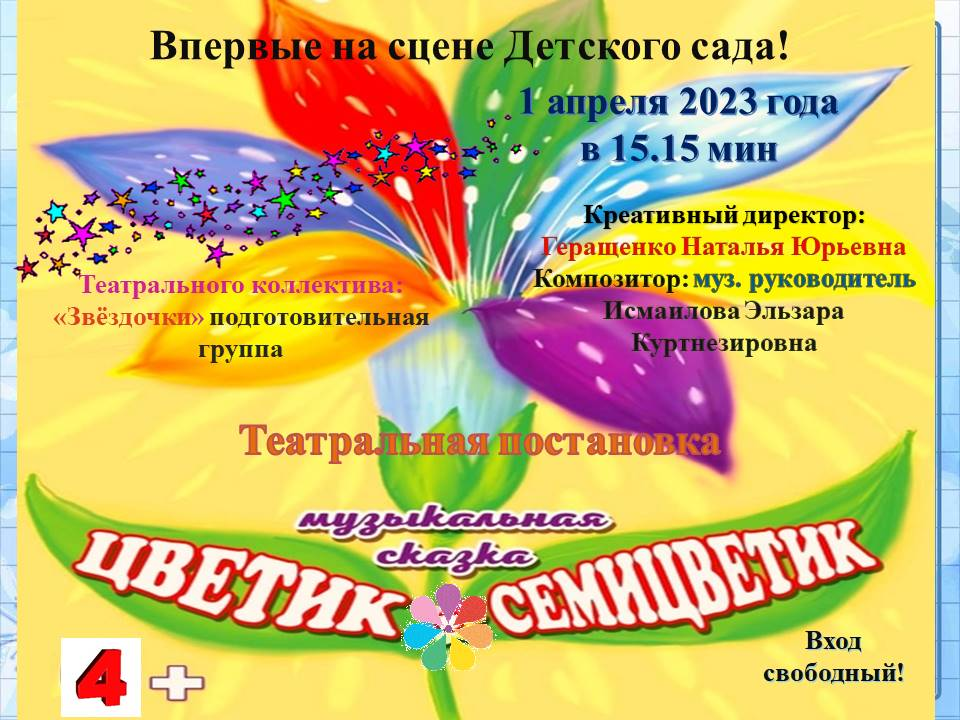 Впервые на сцене Детского сада!
1 апреля 2023 года
в 15.15 мин
Креативный директор:
Геращенко Наталья Юрьевна
Композитор: муз. руководитель
Исмаилова Эльзара
Куртнезировна
Театрального коллектива:
«Звёздочки» подготовительная
группа
Театральная постановка
музыкальная
сказка
ЦВЕТИК СЕМИЦВЕТИК
Вход
свободный!
4 +